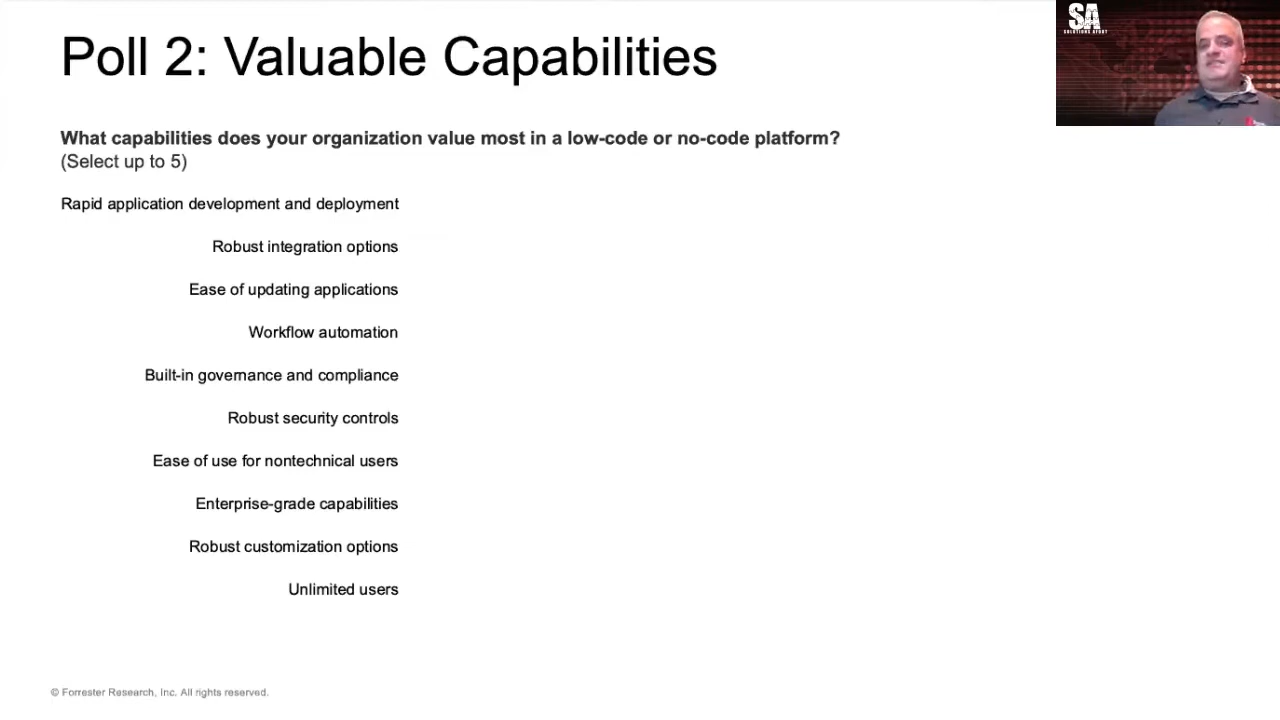 Poll 2: Valuable Capabilities
SA
SOLUTIONS AFOOT
What capabilities does your organization value most in a low-code or no-code platform?
(Select up to 5)
Rapid application development and deployment
Robust integration options
Ease of updating applications
Workflow automation
Built-in governance and compliance
Robust security controls
Ease of use for nontechnical users
Enterprise-grade capabilities
Robust customization options
Unlimited users
© Forrester Research, Inc. All rights reserved.